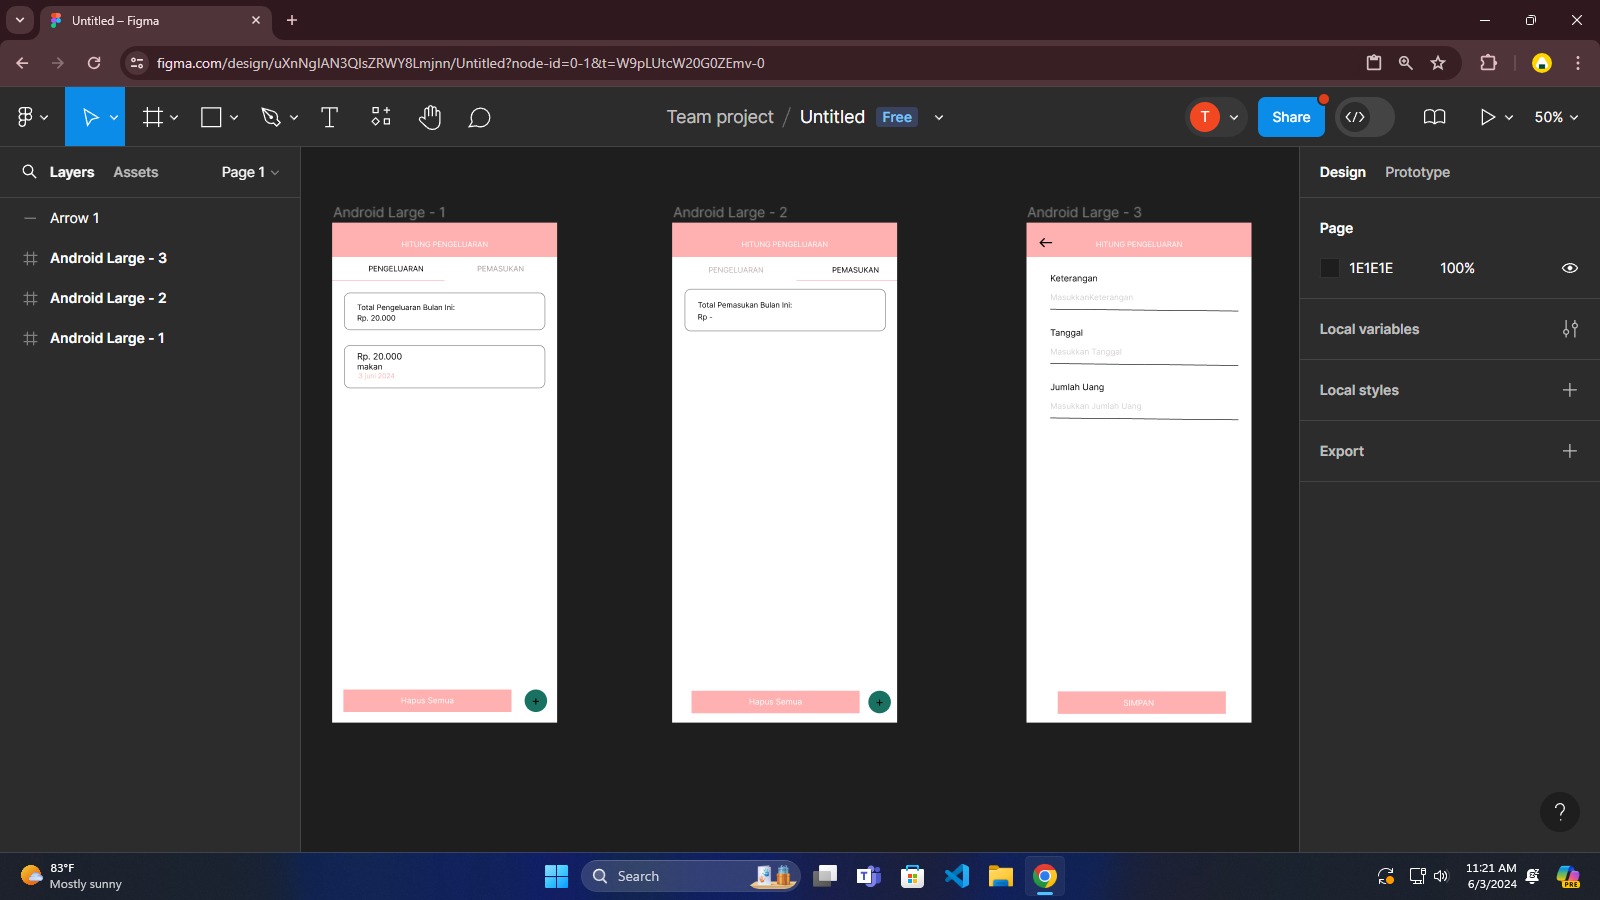 Untitled – Figma
figma.com/design/uXnNgIAN3QIsZRWY8Lmjnn/Untitled?node-id=0-1&t=W9pLUtcW20G0ZEmv-0
Team project / Untitled Free
T
Share
50%
Layers Assets Page 1
Arrow 1
Android Large - 3
Android Large - 2
Android Large - 1
Android Large - 1
HITUNG PENGELUARAN
PENGELUARAN PEMASUKAN
Total Pengeluaran Bulan Ini:
Rp. 20.000
Rp. 20.000
makan
3 juni 2024
Hapus Semua +
Android Large - 2
HITUNG PENGELUARAN
PENGELUARAN PEMASUKAN
Total Pemasukan Bulan Ini:
Rp -
Hapus Semua +
Android Large - 3
HITUNG PENGELUARAN
Keterangan
MasukkanKeterangan
Tanggal
Masukkan Tanggal
Jumlah Uang
Masukkan Jumlah Uang
SIMPAN
Design Prototype
Page
1E1E1E 100%
Local variables
Local styles
Export
?
83°F
Mostly sunny
Search
11:21 AM
6/3/2024
PRE